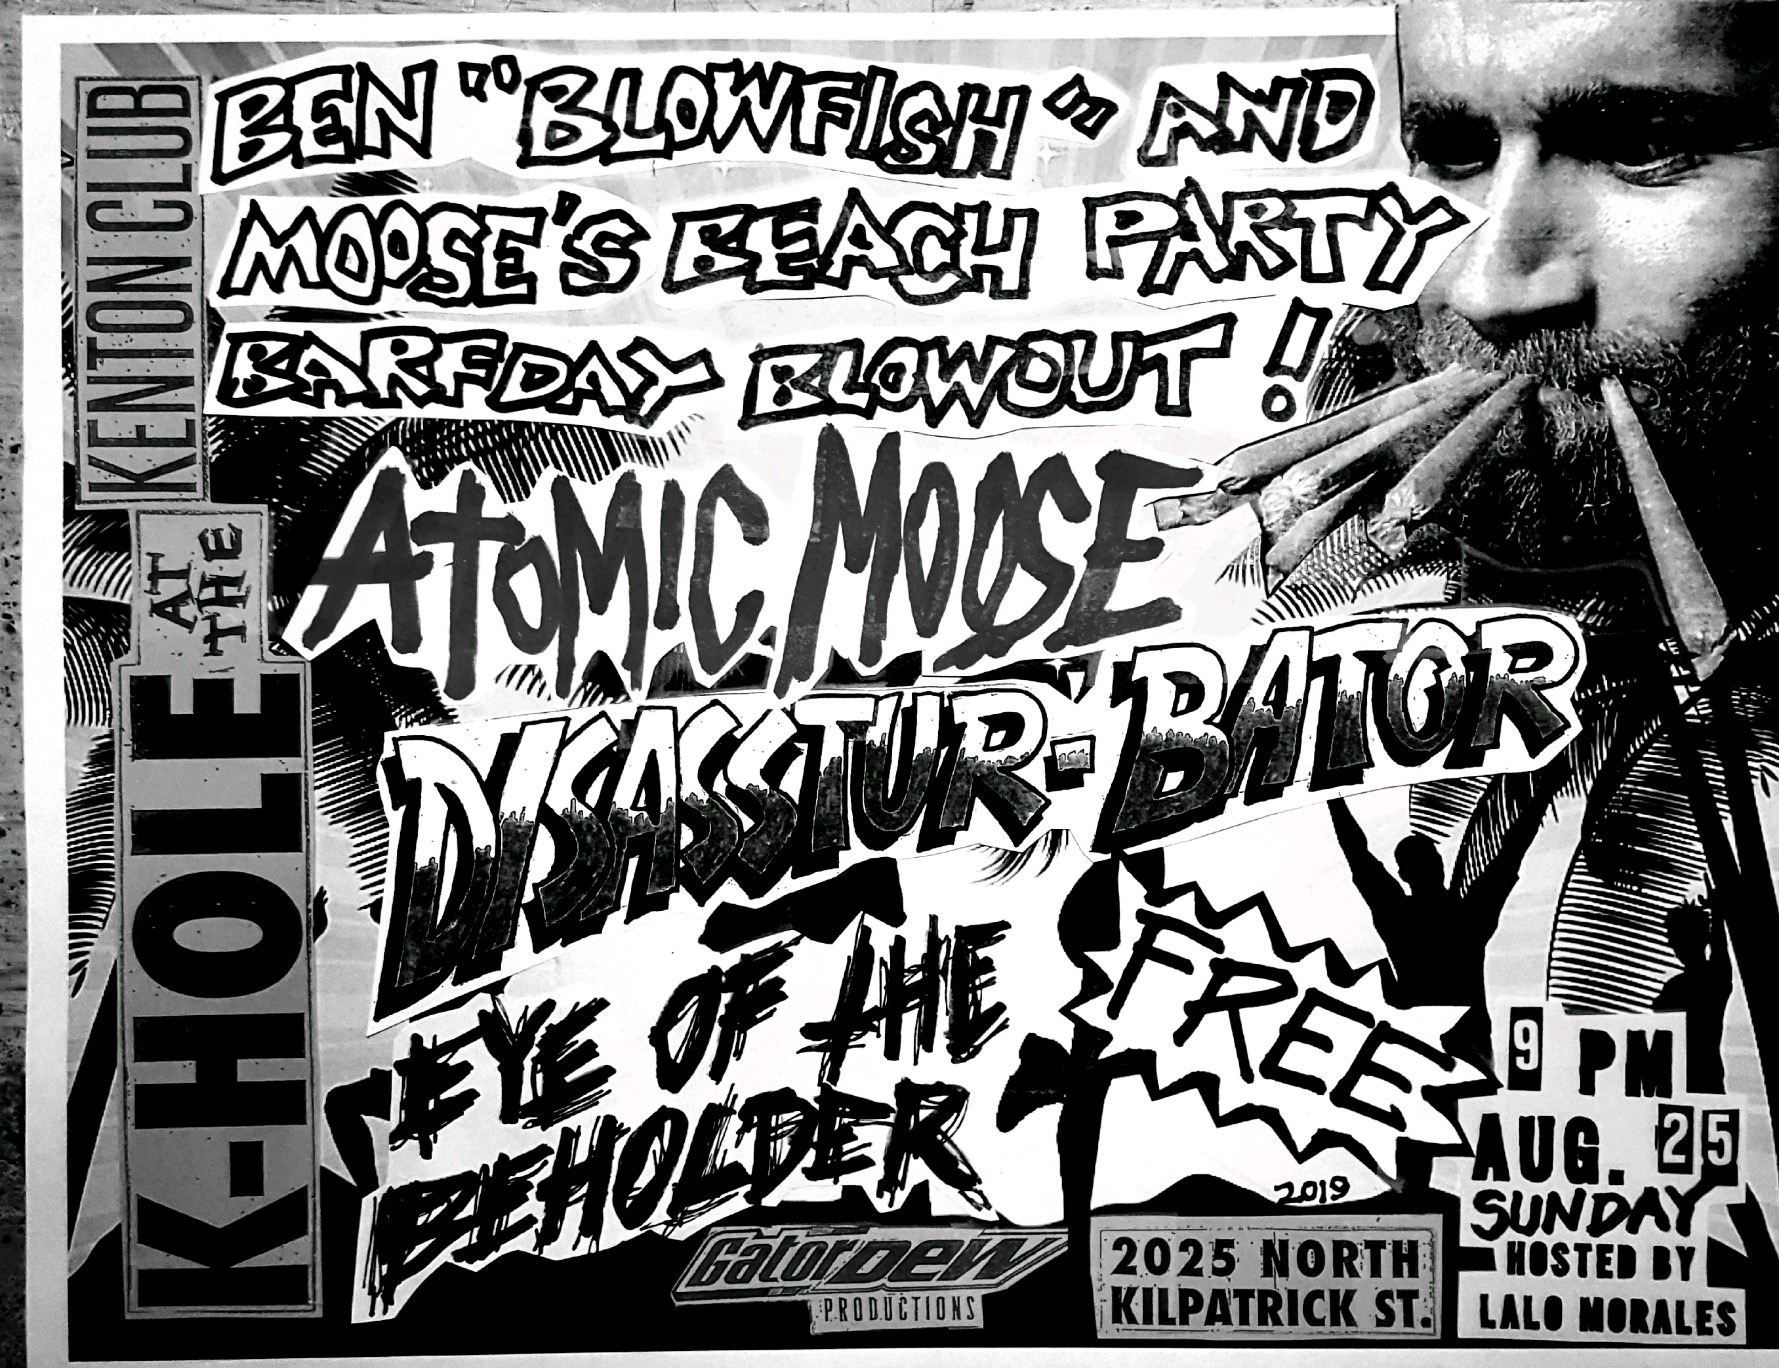 BEN "BLOWFISH" AND
MOOSE'S BEACH PARTY
BARFDAY BLOWOUT!
KENTON CLUB
AT
THE
K-HOLE
ATOMIC MOOSE
DISASSTUR-BATOR
EYE OF THE
BEHOLDER
FREE
2019
9 PM
AUG. 25
SUNDAY
HOSTED BY
LALO MORALES
GatorDEW
PRODUCTIONS
2025 NORTH
KILPATRICK ST.